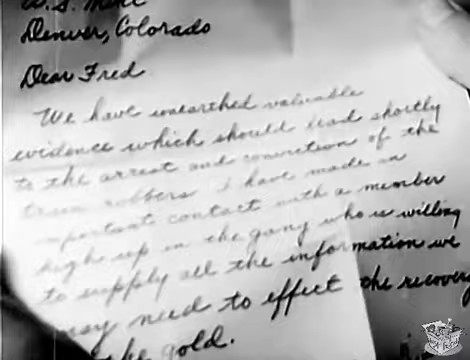 U.S. Mint
Denver, Colorado
Dear Fred
We have unearthed valuable
evidence which should lead shortly
to the arrest and conviction of the
train robbers. I have made an
mportant contact with a member
high up in the gang who is willing
to supply all the information we
may need to effect the recovery
the gold.